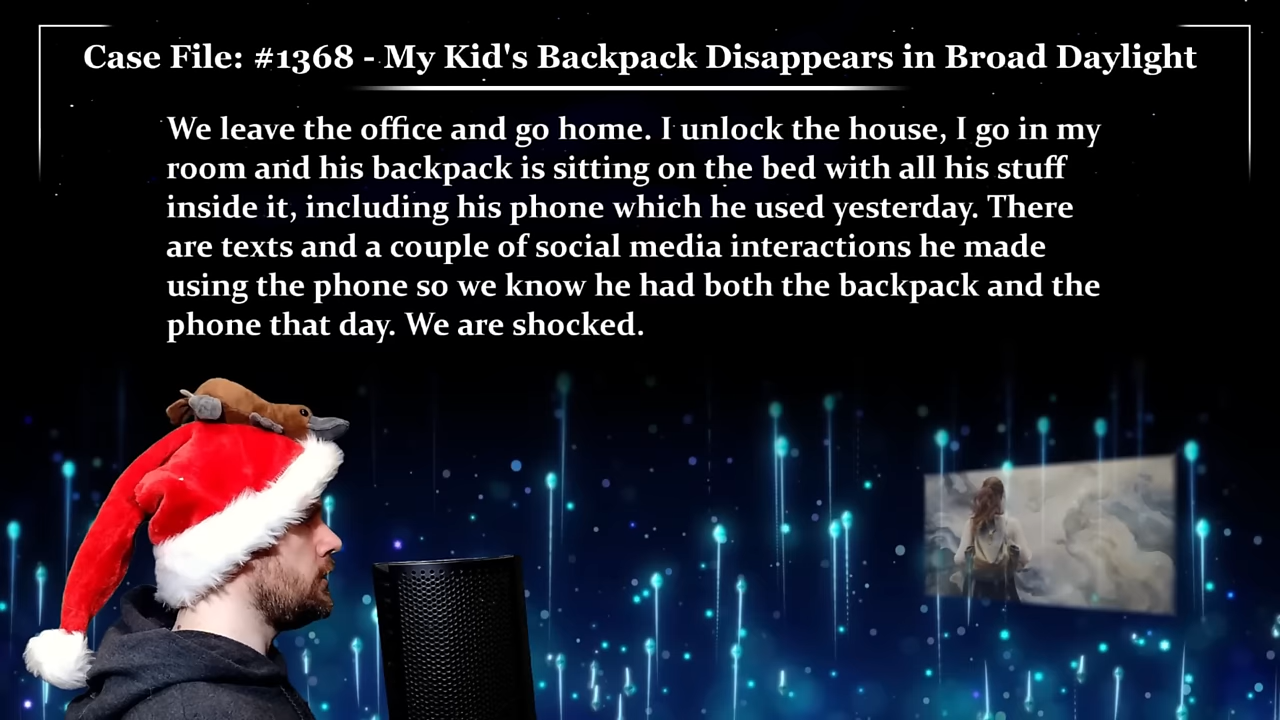 Case File: #1368 - My Kid's Backpack Disappears in Broad Daylight
We leave the office and go home. I unlock the house, I go in my
room and his backpack is sitting on the bed with all his stuff
inside it, including his phone which he used yesterday. There
are texts and a couple of social media interactions he made
using the phone so we know he had both the backpack and the
phone that day. We are shocked.